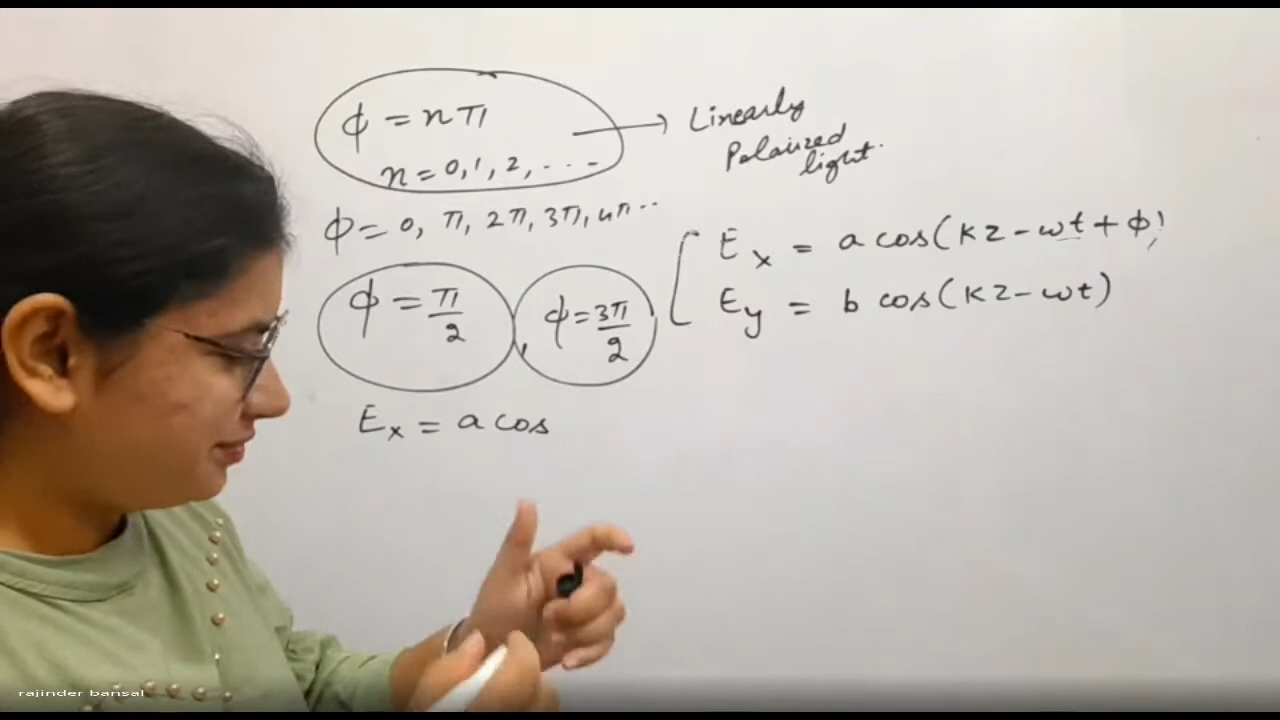 ϕ = nπ
n = 0, 1, 2, ...
→ Linearly
Polarized
light.
ϕ = 0, π, 2π, 3π, 4π ..
ϕ = π/2 , ϕ = 3π/2
Ex = a cos(kz - ωt + ϕ)
Ey = b cos(kz - ωt)
Ex = a cos
rajinder bansal